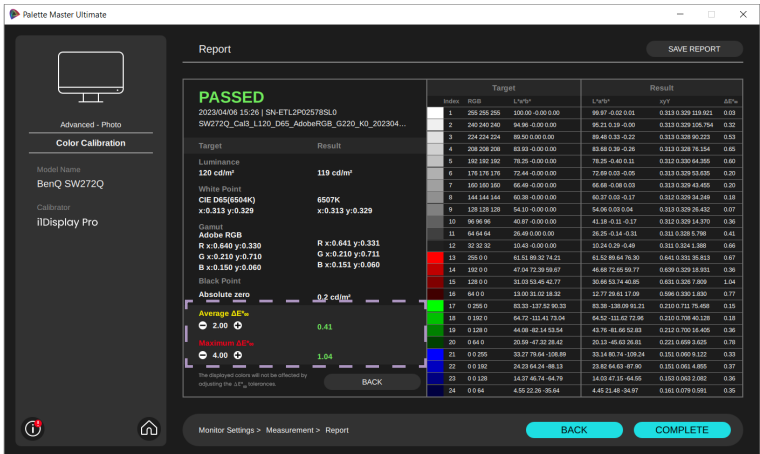 Palette Master Ultimate
Report
SAVE REPORT
Advanced - Photo
Color Calibration
Model Name
BenQ SW272Q
Calibrator
i1Display Pro
PASSED
2023/04/06 15:26 | SN-ETL2P02578SL0
SW272Q_Cal3_L120_D65_AdobeRGB_G220_K0_202304...
Target Result
Luminance
120 cd/m² 119 cd/m²
White Point
CIE D65(6504K) 6507K
x:0.313 y:0.329 x:0.313 y:0.329
Gamut
Adobe RGB
R x:0.640 y:0.330 R x:0.641 y:0.331
G x:0.210 y:0.710 G x:0.210 y:0.711
B x:0.150 y:0.060 B x:0.151 y:0.060
Black Point
Absolute zero 0.2 cd/m²
Average ΔE*₀₀
2.00 0.41
Maximum ΔE*₀₀
4.00 1.04
The displayed colors will not be affected by
adjusting the ΔE*₀₀ tolerances.
BACK
Target Result
Index RGB L*a*b* L*a*b* xyY ΔE*₀₀
1 255 255 255 100.00 -0.00 0.00 99.97 -0.02 0.01 0.313 0.329 119.921 0.03
2 240 240 240 94.96 -0.00 0.00 95.21 0.19 -0.00 0.313 0.329 105.754 0.32
3 224 224 224 89.50 0.00 0.00 89.48 0.33 -0.22 0.313 0.328 90.223 0.53
4 208 208 208 83.93 -0.00 0.00 83.68 0.39 -0.26 0.313 0.328 76.154 0.65
5 192 192 192 78.25 -0.00 0.00 78.25 -0.40 0.11 0.312 0.330 64.355 0.60
6 176 176 176 72.44 -0.00 0.00 72.69 0.03 -0.05 0.313 0.329 53.635 0.20
7 160 160 160 66.49 -0.00 0.00 66.68 -0.08 0.03 0.313 0.329 43.455 0.20
8 144 144 144 60.38 -0.00 0.00 60.37 0.02 -0.17 0.312 0.329 34.249 0.18
9 128 128 128 54.10 -0.00 0.00 54.06 0.03 0.04 0.313 0.329 26.432 0.07
10 96 96 96 40.87 -0.00 0.00 41.18 -0.11 -0.17 0.312 0.329 14.370 0.36
11 64 64 64 26.49 0.00 0.00 26.25 -0.14 -0.31 0.311 0.328 5.798 0.41
12 32 32 32 10.43 -0.00 0.00 10.24 0.29 -0.49 0.311 0.324 1.388 0.66
13 255 0 0 61.51 89.32 74.21 61.52 89.64 76.30 0.641 0.331 35.813 0.67
14 192 0 0 47.04 72.39 59.67 46.68 72.65 59.77 0.639 0.329 18.931 0.36
15 128 0 0 31.03 53.45 42.77 30.66 53.74 40.85 0.631 0.326 7.809 1.04
16 64 0 0 13.00 31.02 18.32 12.77 29.61 17.09 0.596 0.330 1.830 0.77
17 0 255 0 83.33 -137.52 90.33 83.38 -138.09 91.21 0.210 0.711 75.458 0.15
18 0 192 0 64.72 -111.41 73.04 64.52 -111.62 72.96 0.210 0.708 40.128 0.18
19 0 128 0 44.08 -82.14 53.54 43.76 -81.66 52.83 0.212 0.700 16.405 0.36
20 0 64 0 20.59 -47.32 28.42 20.13 -45.63 26.81 0.221 0.659 3.625 0.78
21 0 0 255 33.27 79.64 -108.89 33.14 80.74 -109.24 0.151 0.060 9.122 0.33
22 0 0 192 24.23 64.24 -88.13 23.82 64.63 -87.90 0.151 0.061 4.855 0.37
23 0 0 128 14.37 46.74 -64.79 14.03 47.15 -64.55 0.153 0.063 2.082 0.36
24 0 0 64 4.55 22.26 -35.64 4.45 21.48 -34.97 0.161 0.079 0.591 0.35
Monitor Settings > Measurement > Report
BACK
COMPLETE